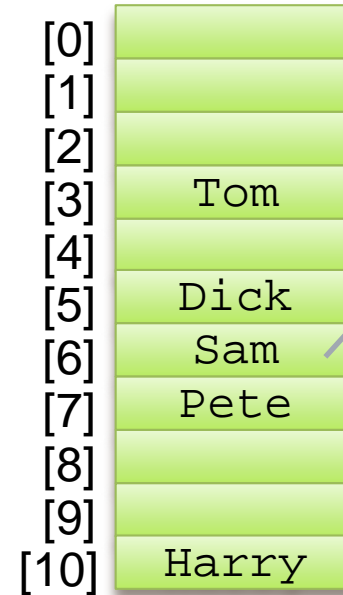 [0]
[1]
[2]
[3] Tom
[4]
[5] Dick
[6] Sam
[7] Pete
[8]
[9]
[10] Harry